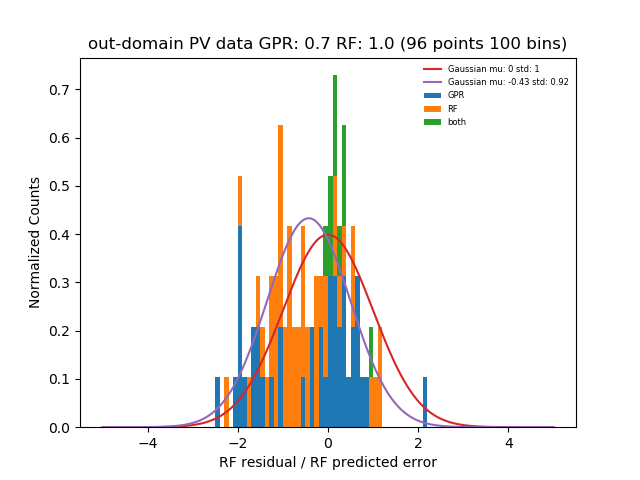 out-domain PV data GPR: 0.7 RF: 1.0 (96 points 100 bins)
Gaussian mu: 0 std: 1
Gaussian mu: -0.43 std: 0.92
GPR
RF
both
Normalized Counts
0.7
0.6
0.5
0.4
0.3
0.2
0.1
0.0
−4 −2 0 2 4
RF residual / RF predicted error